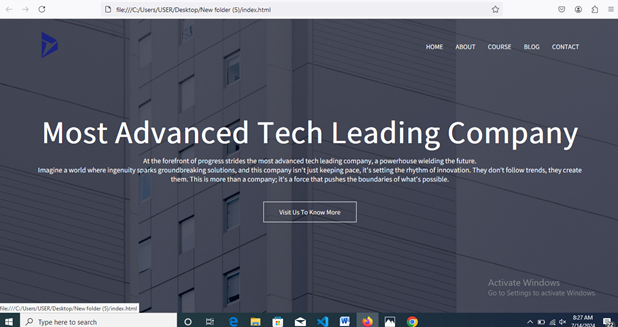 file:///C:/Users/USER/Desktop/New folder (5)/index.html
HOME ABOUT COURSE BLOG CONTACT
Most Advanced Tech Leading Company
At the forefront of progress strides the most advanced tech leading company, a powerhouse wielding the future.
Imagine a world where ingenuity sparks groundbreaking solutions, and this company isn't just keeping pace, it's setting the rhythm of innovation. They don't follow trends, they create
them. This is more than a company; it's a force that pushes the boundaries of what's possible.
Visit Us To Know More
Activate Windows
Go to Settings to activate Windows.
file:///C:/Users/USER/Desktop/New folder (5)/index.html
Type here to search
8:27 AM
7/14/2024
22